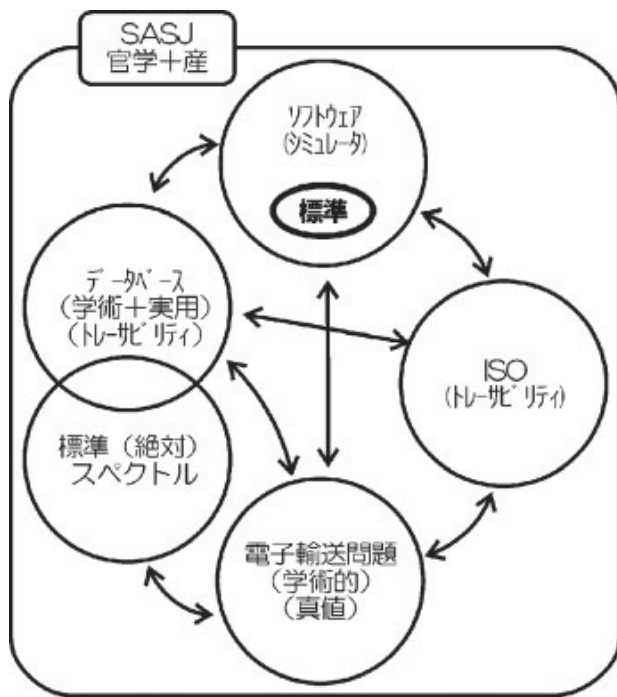 SASJ
官学＋産
ソフトウェア
(シミュレータ)
標準
データベース
(学術＋実用)
(トレーサビリティ)
ISO
(トレーサビリティ)
標準（絶対）
スペクトル
電子輸送問題
(学術的)
(真値)